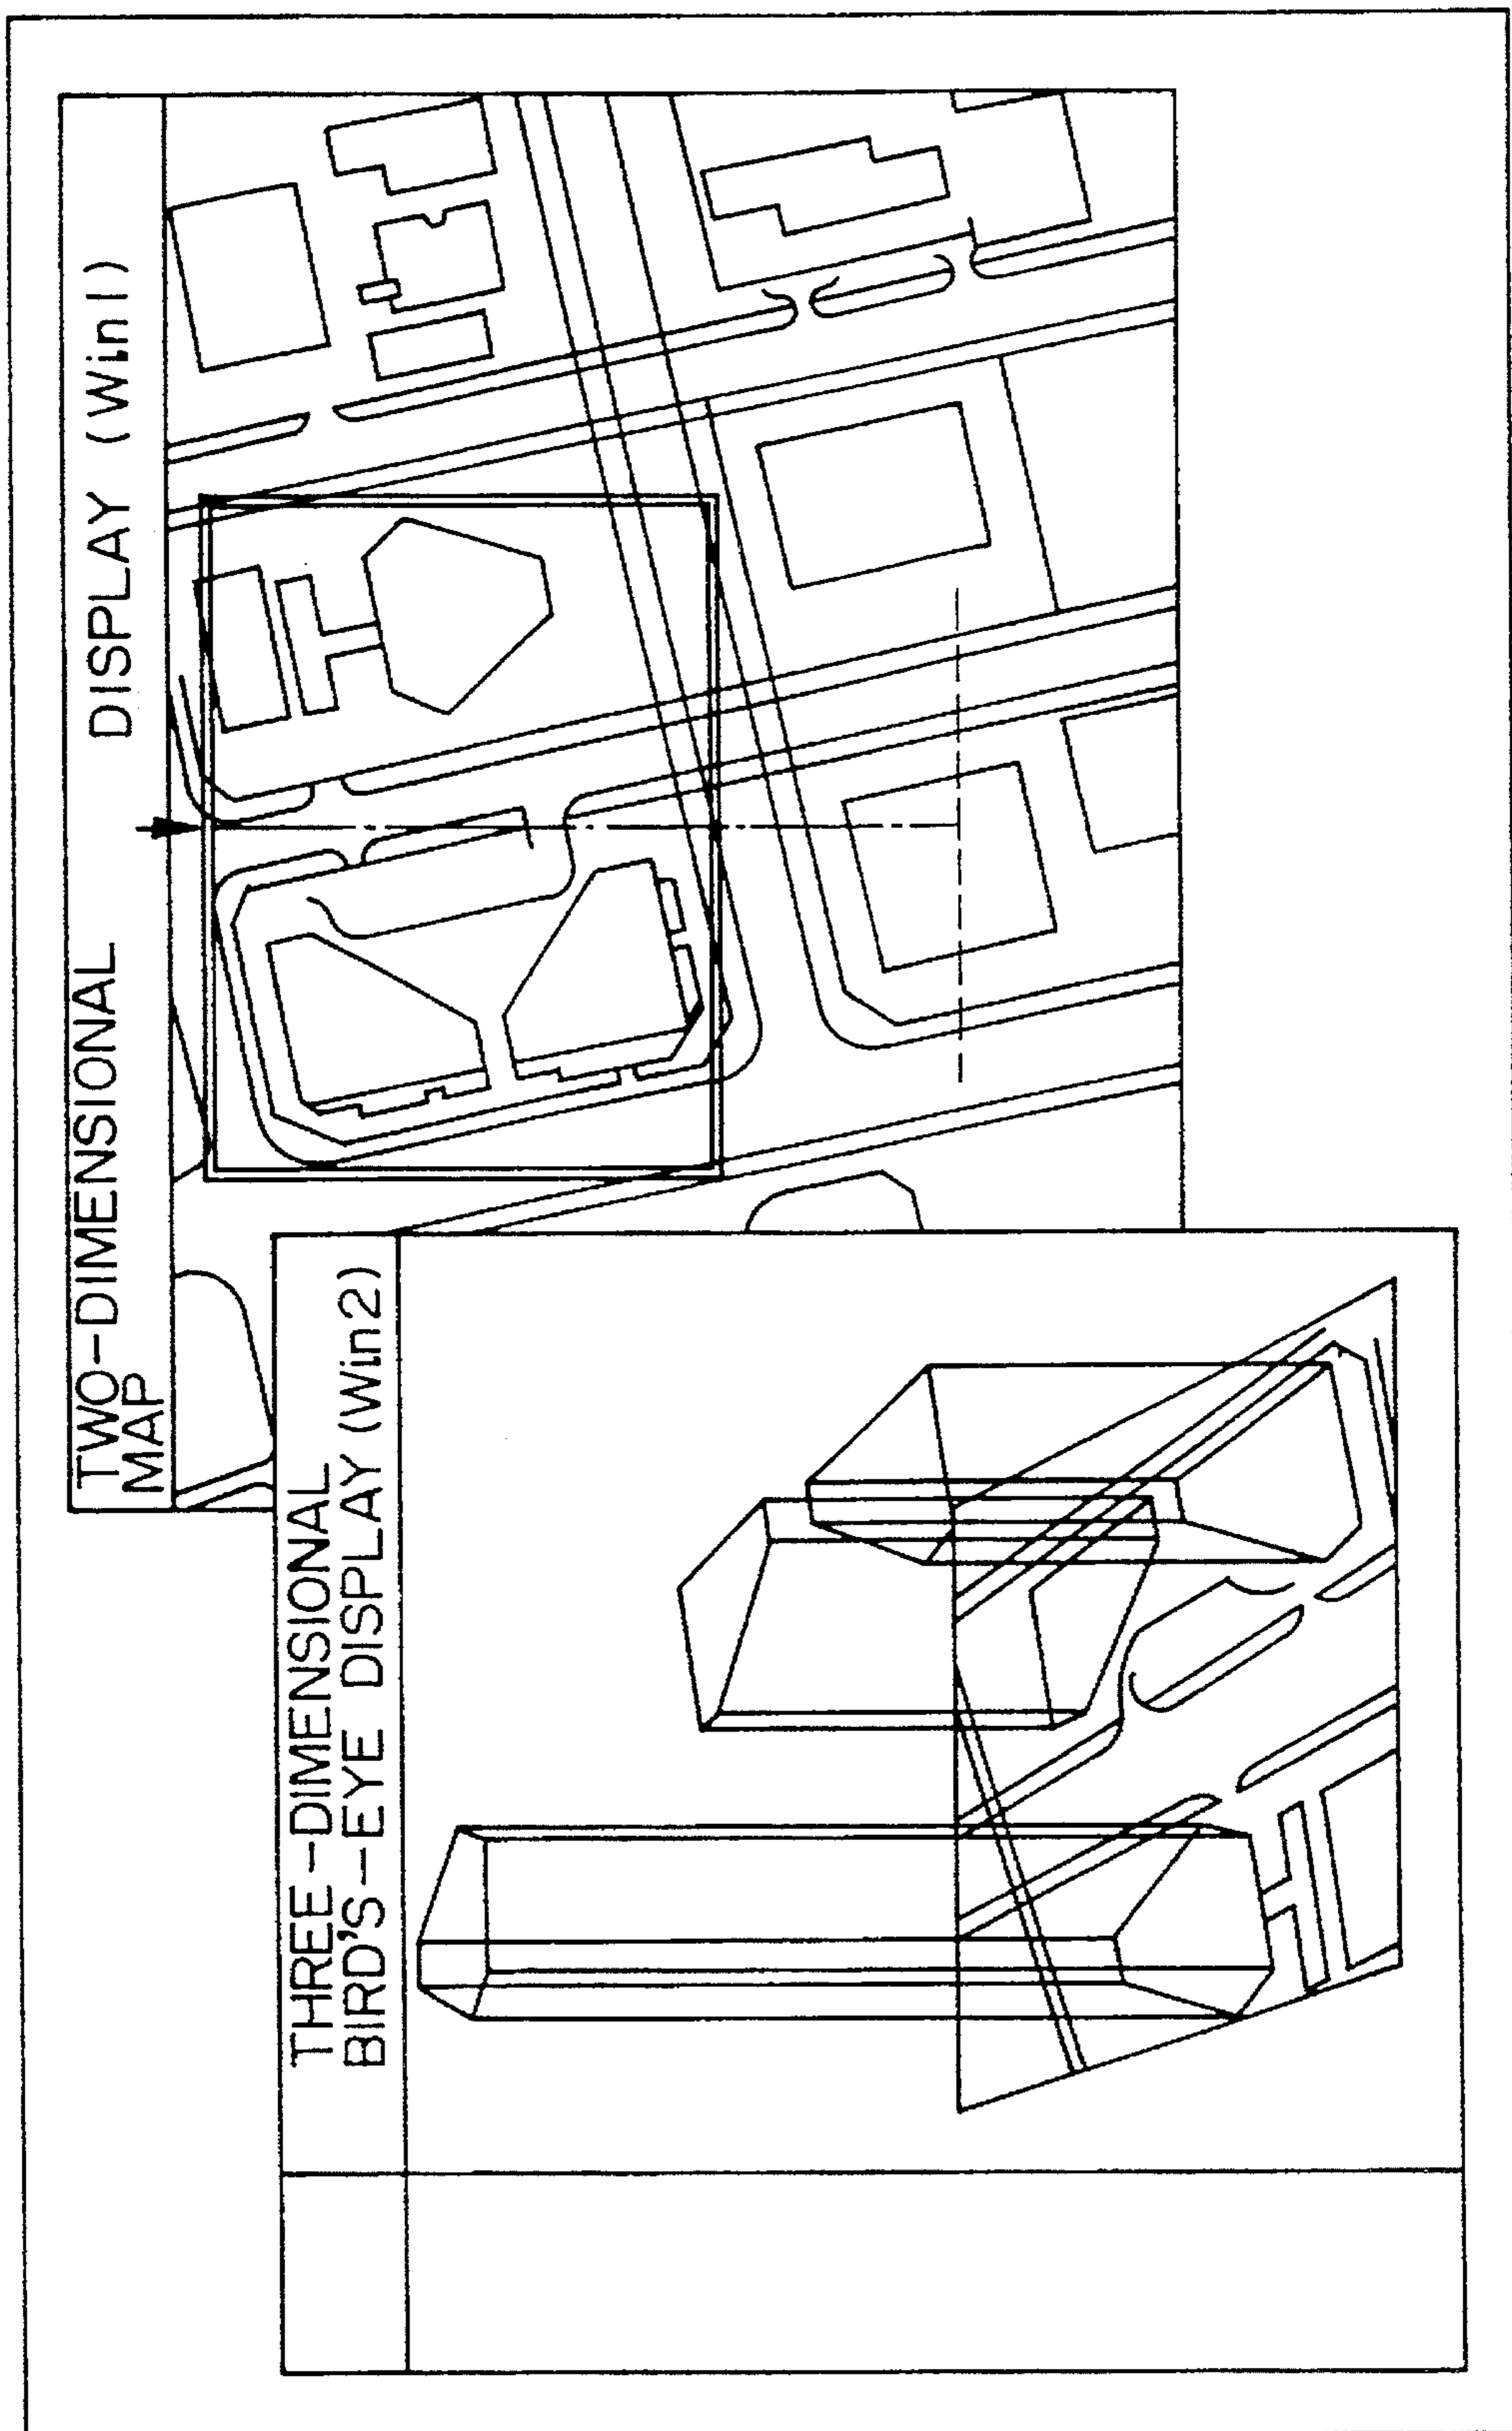 TWO-DIMENSIONAL DISPLAY (Win1)
MAP
THREE-DIMENSIONAL
BIRD'S-EYE DISPLAY (Win2)